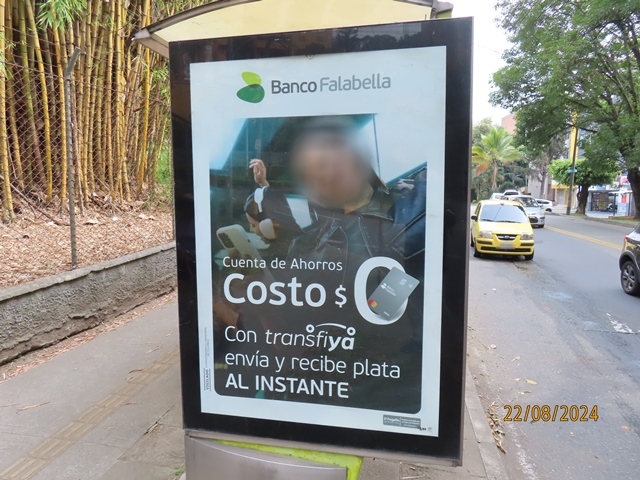 Banco Falabella
Cuenta de Ahorros
Costo $0
Con transfiya
envía y recibe plata
AL INSTANTE
22/08/2024